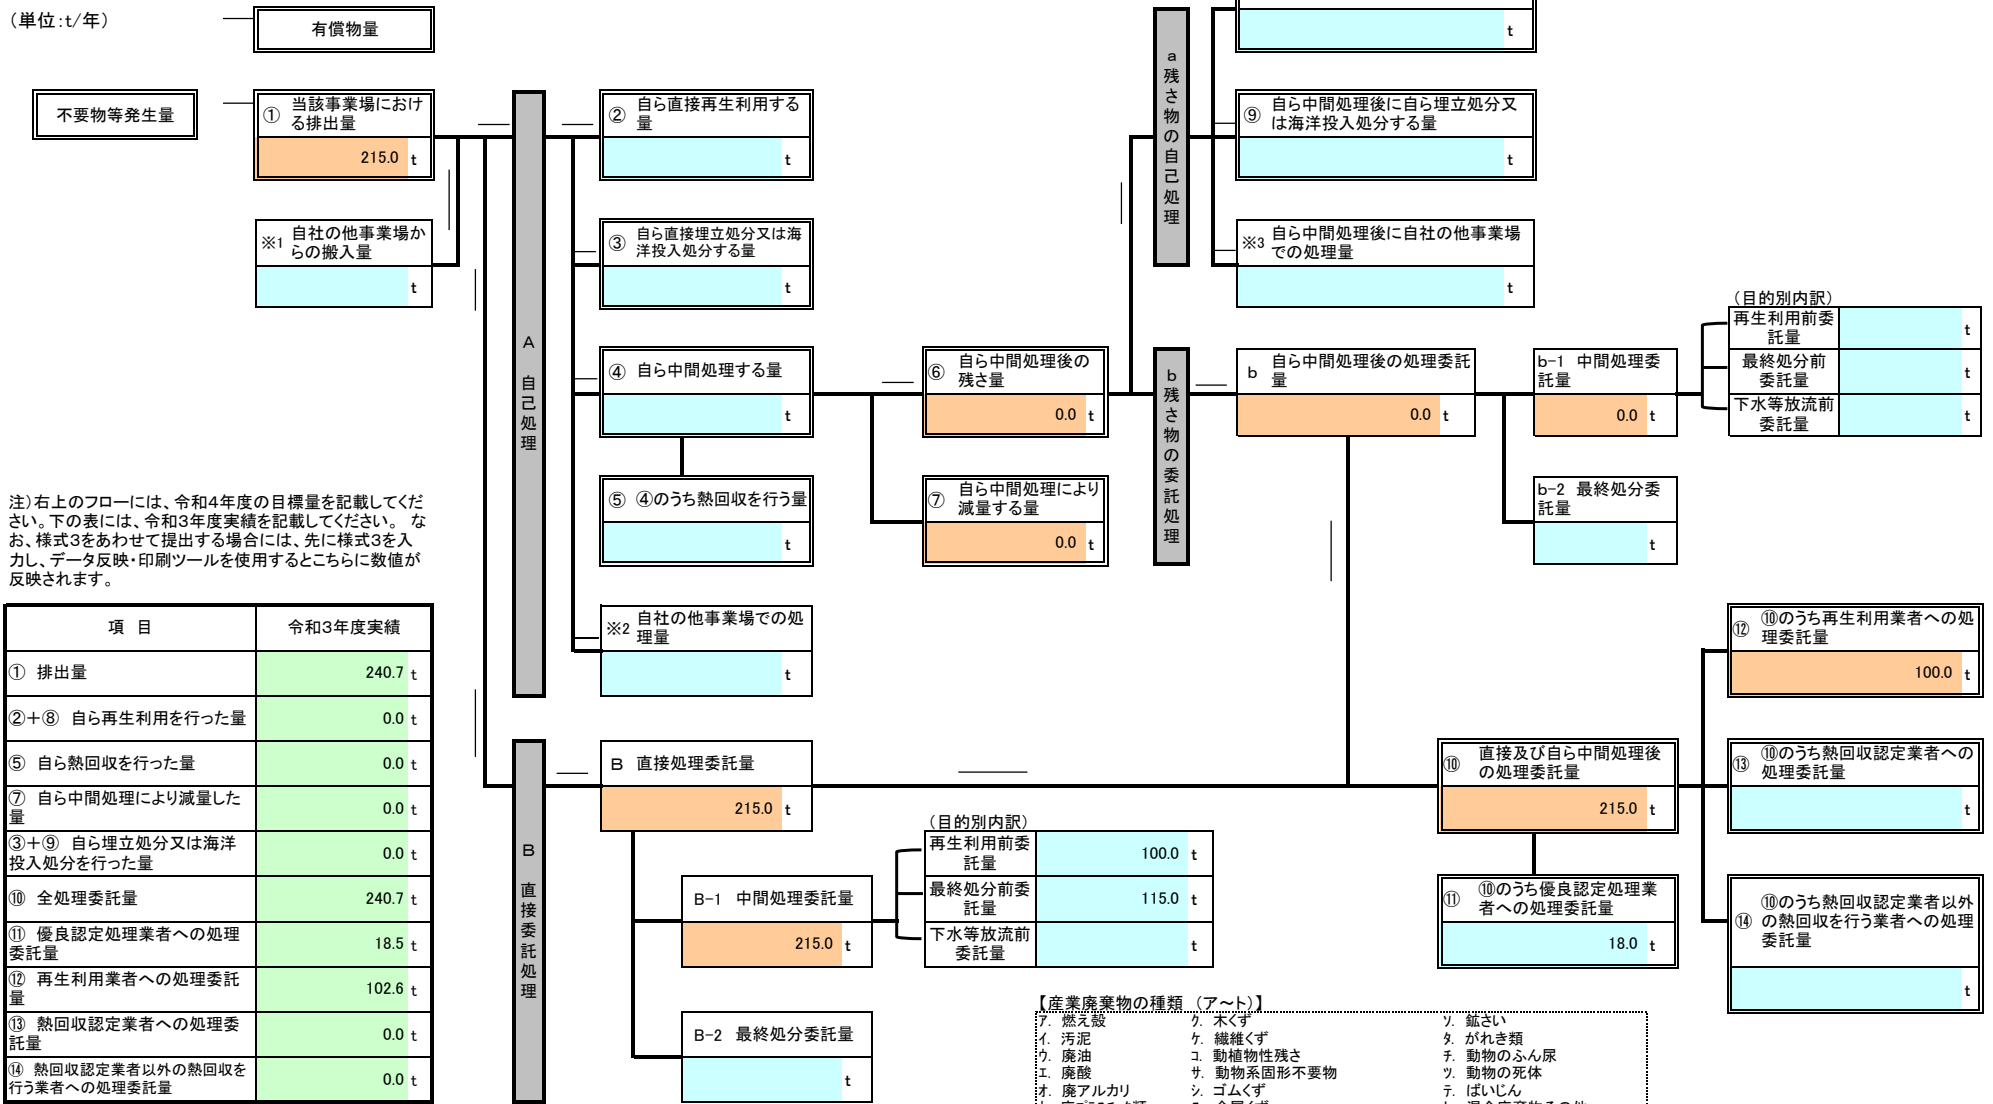 （単位：t/年）
有償物量
t
不要物等発生量
①
当該事業場におけ
る排出量
215.0 t
②
自ら直接再生利用する
量
t
⑨
自ら中間処理後に自ら埋立処分又
は海洋投入処分する量
t
a
残さ物の自己処理
※1
自社の他事業場か
らの搬入量
t
③
自ら直接埋立処分又は海
洋投入処分する量
t
※3
自ら中間処理後に自社の他事業場
での処理量
t
A
自己処理
④ 自ら中間処理する量
t
⑥
自ら中間処理後の
残さ量
0.0 t
b
残さ物の委託処理
b
自ら中間処理後の処理委託
量
0.0 t
b-1 中間処理委
託量
0.0 t
（目的別内訳）
再生利用前委
託量
t
最終処分前
委託量
t
下水等放流前
委託量
t
⑤ ④のうち熱回収を行う量
t
⑦
自ら中間処理により
減量する量
0.0 t
b-2 最終処分委
託量
t
注）右上のフローには、令和４年度の目標量を記載してくだ
さい。下の表には、令和３年度実績を記載してください。 な
お、様式３をあわせて提出する場合には、先に様式３を入
力し、データ反映・印刷ツールを使用するとこちらに数値が
反映されます。
項 目 令和３年度実績
① 排出量 240.7 t
②＋⑧ 自ら再生利用を行った量 0.0 t
⑤ 自ら熱回収を行った量 0.0 t
⑦ 自ら中間処理により減量した
量
0.0 t
③＋⑨ 自ら埋立処分又は海洋
投入処分を行った量
0.0 t
⑩ 全処理委託量 240.7 t
⑪ 優良認定処理業者への処理
委託量
18.5 t
⑫ 再生利用業者への処理委託
量
102.6 t
⑬ 熱回収認定業者への処理委
託量
0.0 t
⑭ 熱回収認定業者以外の熱回収を
行う業者への処理委託量
0.0 t
※2
自社の他事業場での処
理量
t
B
直接委託処理
B 直接処理委託量
215.0 t
B-1 中間処理委託量
215.0 t
B-2 最終処分委託量
t
（目的別内訳）
再生利用前委
託量
100.0 t
最終処分前委
託量
115.0 t
下水等放流前
委託量
t
⑩
直接及び自ら中間処理後
の処理委託量
215.0 t
⑪
⑩のうち優良認定処理業
者への処理委託量
18.0 t
⑫
⑩のうち再生利用業者への処
理委託量
100.0 t
⑬
⑩のうち熱回収認定業者への
処理委託量
t
⑭
⑩のうち熱回収認定業者以外
の熱回収を行う業者への処理
委託量
t
【産業廃棄物の種類 （ア～ト）】
ア. 燃え殻 ク. 木くず ソ. 鉱さい
イ. 汚泥 ケ. 繊維くず タ. がれき類
ウ. 廃油 コ. 動植物性残さ チ. 動物のふん尿
エ. 廃酸 サ. 動物系固形不要物 ツ. 動物の死体
オ. 廃アルカリ シ. ゴムくず テ. ばいじん